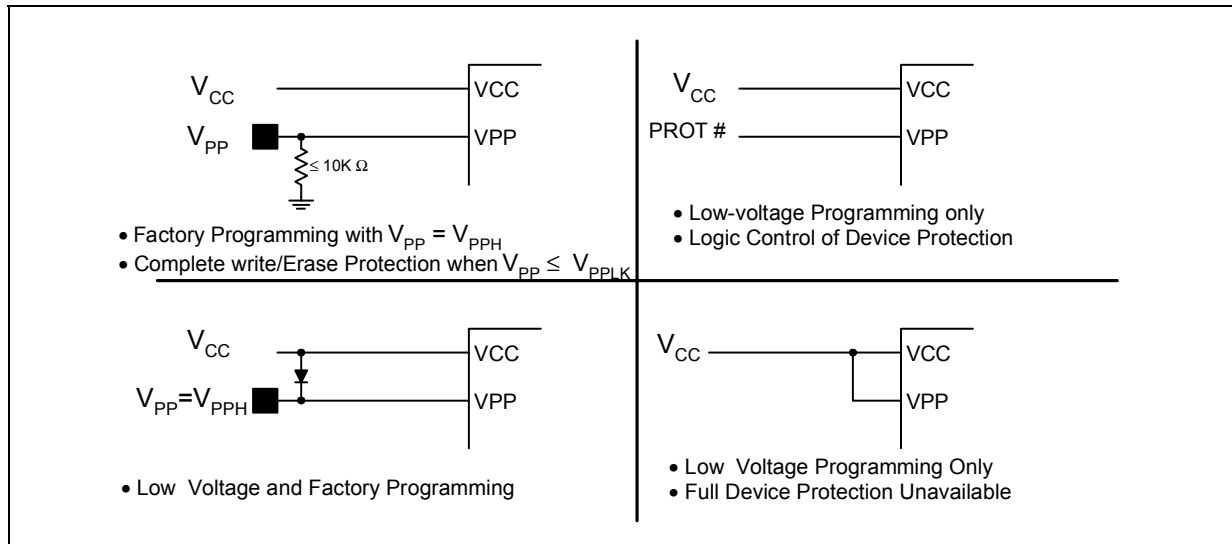 V_CC VCC
V_PP VPP
≤ 10K Ω
• Factory Programming with V_PP = V_PPH
• Complete write/Erase Protection when V_PP ≤ V_PPLK
V_CC VCC
PROT # VPP
• Low-voltage Programming only
• Logic Control of Device Protection
V_CC VCC
V_PP=V_PPH VPP
• Low Voltage and Factory Programming
V_CC VCC
VPP
• Low Voltage Programming Only
• Full Device Protection Unavailable